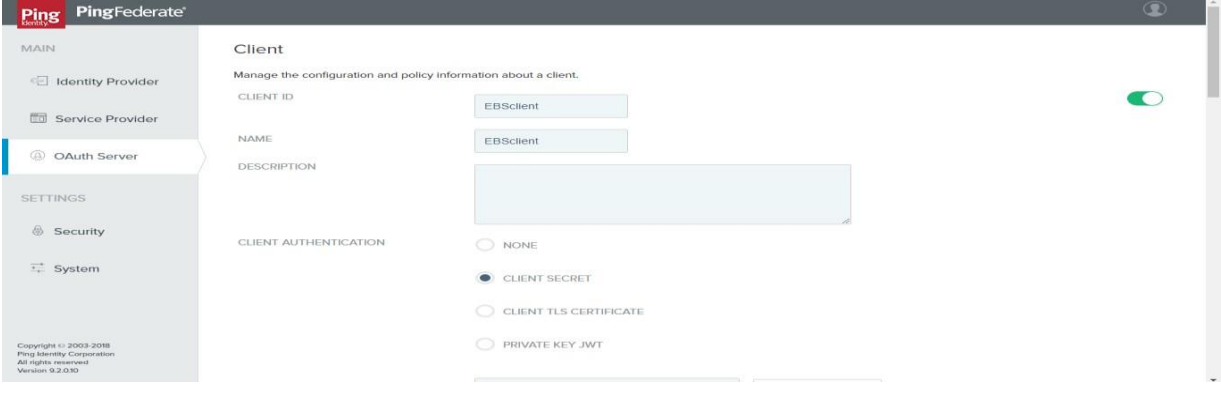 Ping
Identity
PingFederate
MAIN
Identity Provider
Service Provider
OAuth Server
SETTINGS
Security
System
Copyright © 2003-2018
Ping Identity Corporation
All rights reserved
Version 9.2.0.10
Client
Manage the configuration and policy information about a client.
CLIENT ID
EBSclient
NAME
EBSclient
DESCRIPTION
CLIENT AUTHENTICATION
NONE
CLIENT SECRET
CLIENT TLS CERTIFICATE
PRIVATE KEY JWT